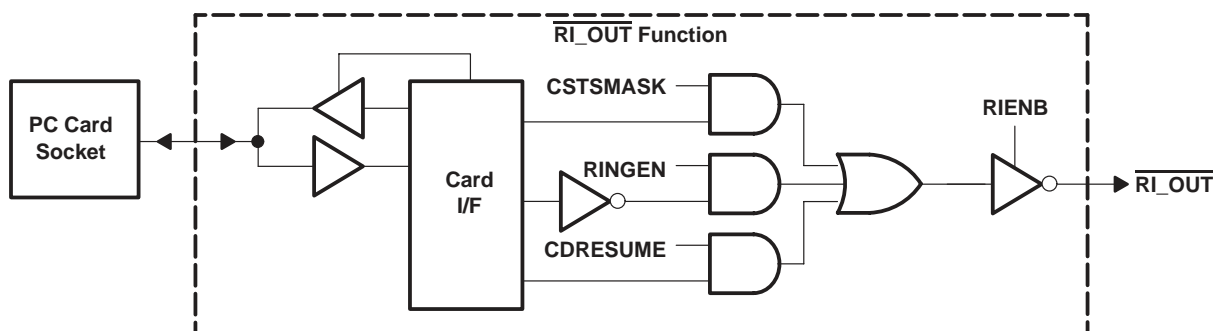 RI_OUT Function
PC Card
Socket
CSTSMASK
RINGEN
CDRESUME
Card
I/F
RIENB
RI_OUT